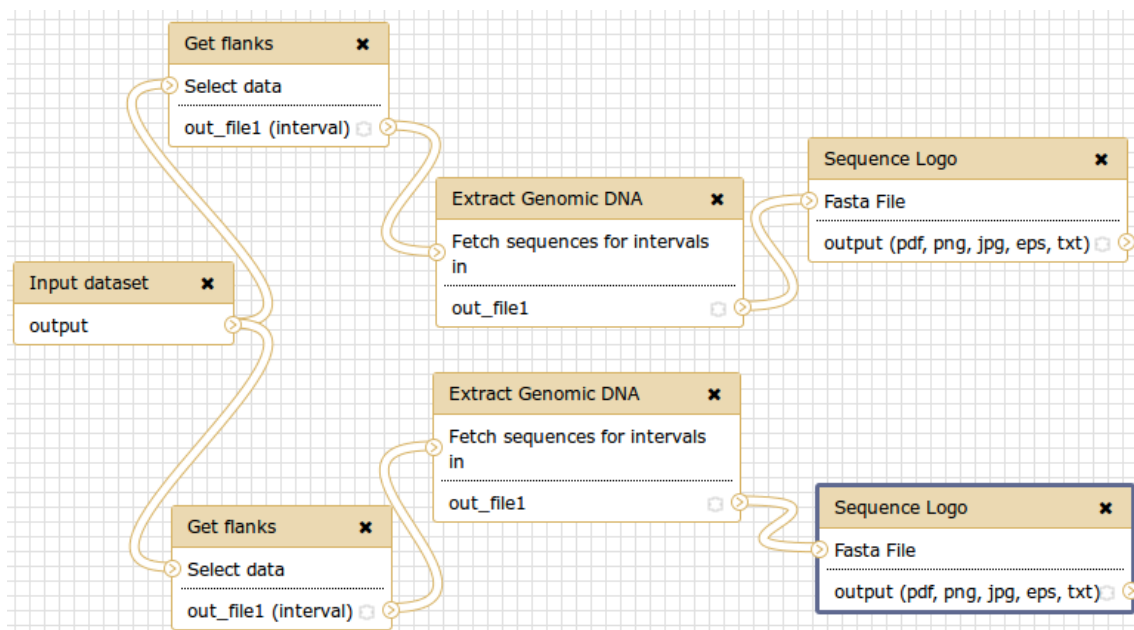 Get flanks
Select data
out_file1 (interval)
Sequence Logo
Fasta File
output (pdf, png, jpg, eps, txt)
Extract Genomic DNA
Fetch sequences for intervals
in
out_file1
Input dataset
output
Extract Genomic DNA
Fetch sequences for intervals
in
out_file1
Sequence Logo
Fasta File
output (pdf, png, jpg, eps, txt)
Get flanks
Select data
out_file1 (interval)